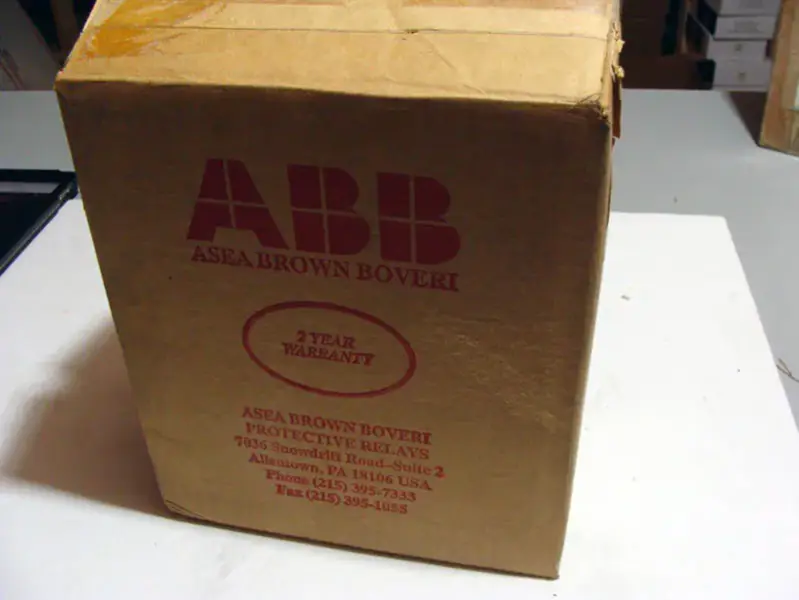 ABB
ASEA BROWN BOVERI
2 YEAR
WARRANTY
ASEA BROWN BOVERI
PROTECTIVE RELAYS
7036 Snowdrift Road–Suite 2
Allentown, PA 18106 USA
Phone (215) 395-7333
Fax (215) 395-1055